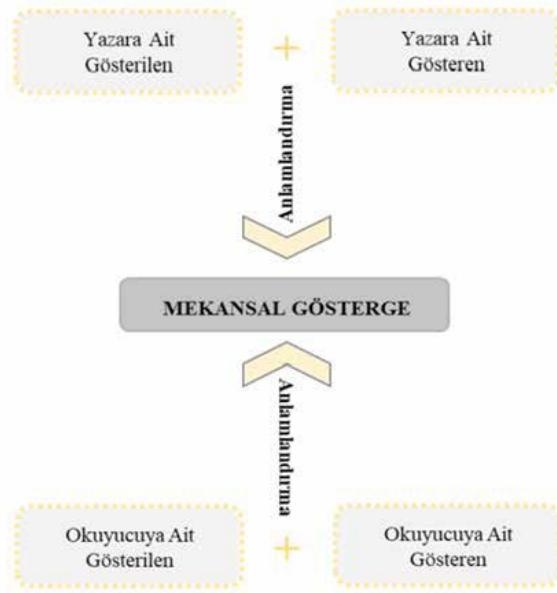 Yazara Ait
Gösterilen
+
Yazara Ait
Gösteren
Anlamlandırma
MEKANSAL GÖSTERGE
Anlamlandırma
Okuyucuya Ait
Gösterilen
+
Okuyucuya Ait
Gösteren